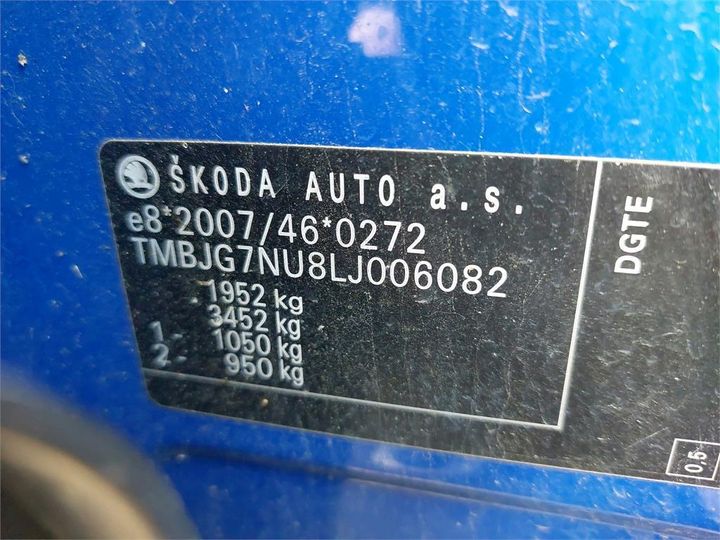 ŠKODA AUTO a.s.
e8*2007/46*0272
TMBJG7NU8LJ006082
1952 kg
3452 kg
1- 1050 kg
2- 950 kg
DGTE
0,5